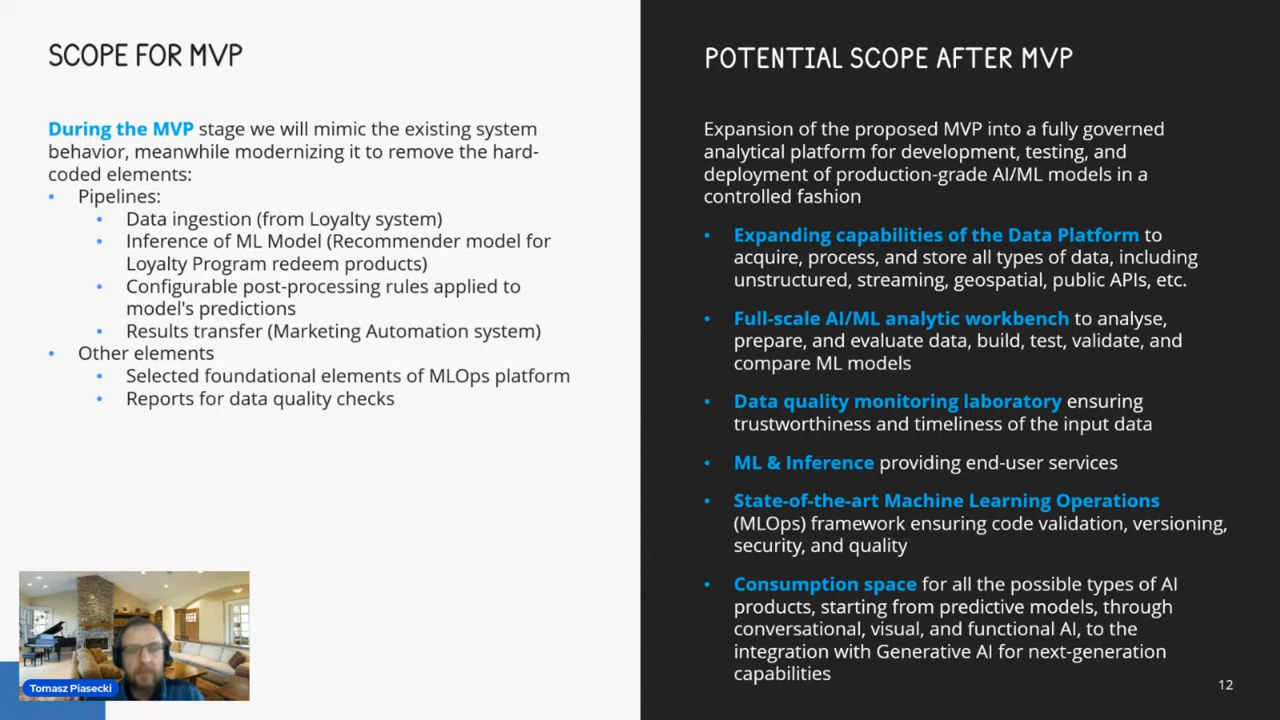 SCOPE FOR MVP
During the MVP stage we will mimic the existing system
behavior, meanwhile modernizing it to remove the hard-
coded elements:
• Pipelines:
• Data ingestion (from Loyalty system)
• Inference of ML Model (Recommender model for
Loyalty Program redeem products)
• Configurable post-processing rules applied to
model's predictions
• Results transfer (Marketing Automation system)
• Other elements
• Selected foundational elements of MLOps platform
• Reports for data quality checks
Tomasz Piasecki
POTENTIAL SCOPE AFTER MVP
Expansion of the proposed MVP into a fully governed
analytical platform for development, testing, and
deployment of production-grade AI/ML models in a
controlled fashion
• Expanding capabilities of the Data Platform to
acquire, process, and store all types of data, including
unstructured, streaming, geospatial, public APIs, etc.
• Full-scale AI/ML analytic workbench to analyse,
prepare, and evaluate data, build, test, validate, and
compare ML models
• Data quality monitoring laboratory ensuring
trustworthiness and timeliness of the input data
• ML & Inference providing end-user services
• State-of-the-art Machine Learning Operations
(MLOps) framework ensuring code validation, versioning,
security, and quality
• Consumption space for all the possible types of AI
products, starting from predictive models, through
conversational, visual, and functional AI, to the
integration with Generative AI for next-generation
capabilities
12